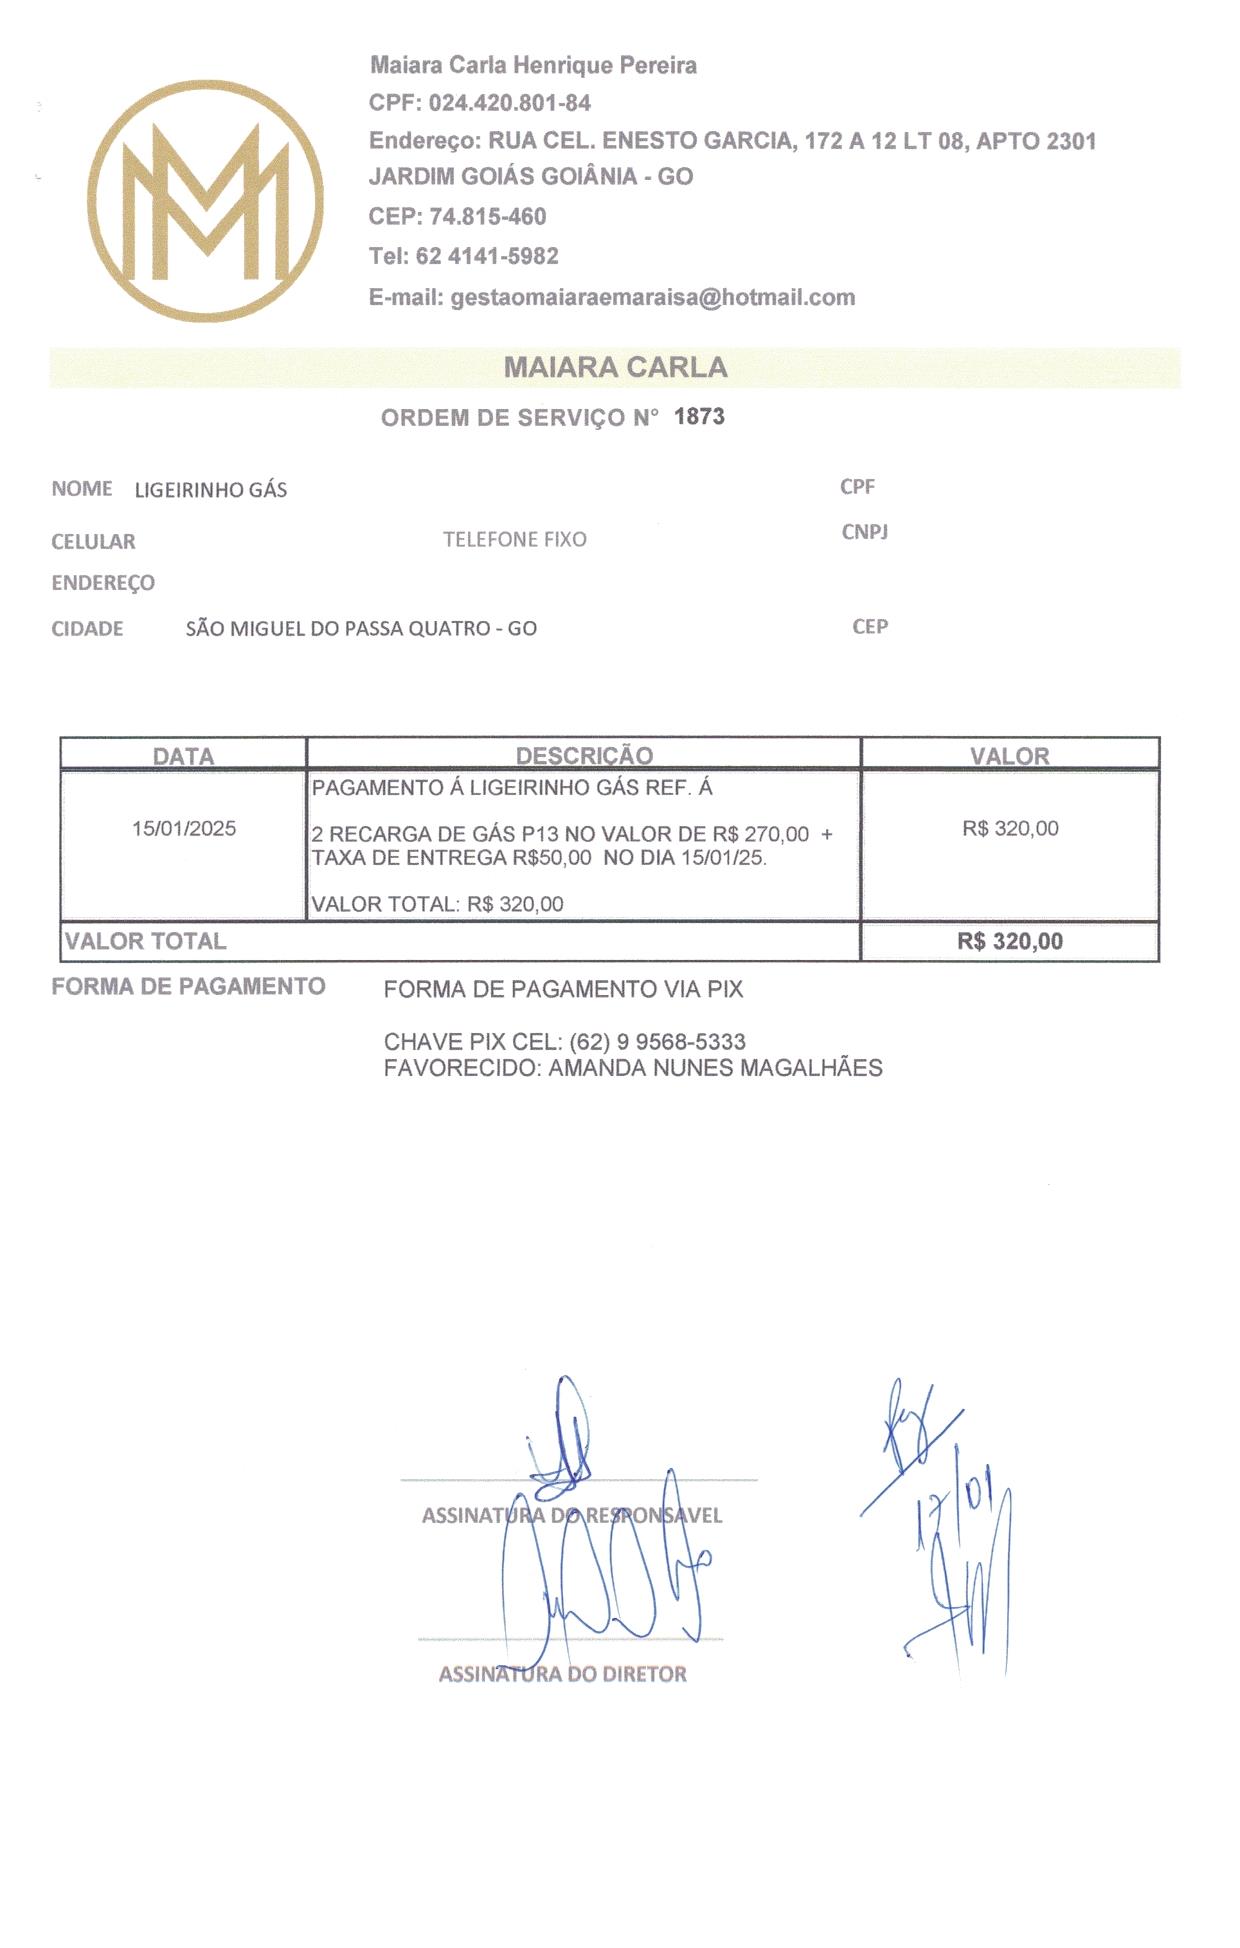 Maiara Carla Henrique Pereira
CPF: 024.420.801-84
Endereço: RUA CEL. ENESTO GARCIA, 172 A 12 LT 08, APTO 2301
JARDIM GOIÁS GOIÂNIA - GO
CEP: 74.815-460
Tel: 62 4141-5982
E-mail: gestaomaiaraemaraisa@hotmail.com
MAIARA CARLA
ORDEM DE SERVIÇO N° 1873
NOME LIGEIRINHO GÁS CPF
CELULAR TELEFONE FIXO CNPJ
ENDEREÇO
CIDADE SÃO MIGUEL DO PASSA QUATRO - GO CEP
DATA DESCRIÇÃO VALOR
PAGAMENTO Á LIGEIRINHO GÁS REF. Á
15/01/2025 2 RECARGA DE GÁS P13 NO VALOR DE R$ 270,00 + R$ 320,00
TAXA DE ENTREGA R$50,00 NO DIA 15/01/25.
VALOR TOTAL: R$ 320,00
VALOR TOTAL R$ 320,00
FORMA DE PAGAMENTO FORMA DE PAGAMENTO VIA PIX
CHAVE PIX CEL: (62) 9 9568-5333
FAVORECIDO: AMANDA NUNES MAGALHÃES
17/01
ASSINATURA DO RESPONSAVEL
ASSINATURA DO DIRETOR